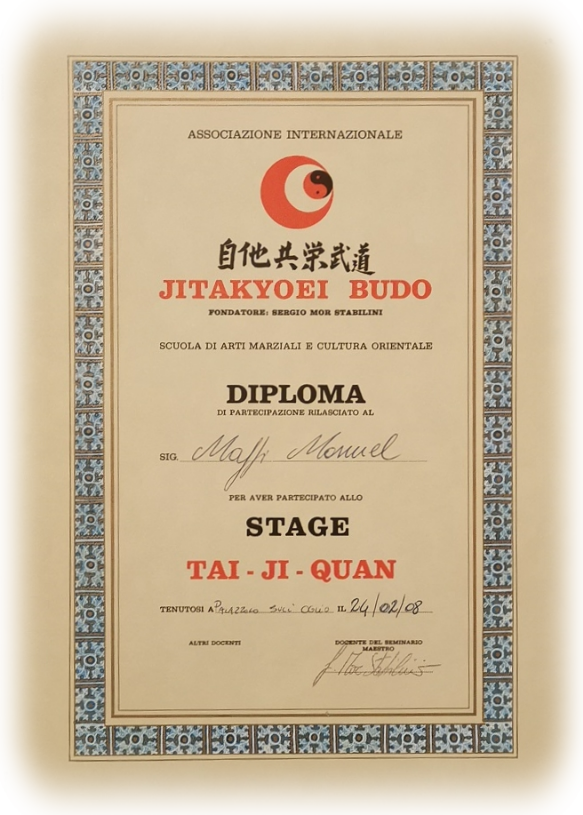 ASSOCIAZIONE INTERNAZIONALE
自他共栄武道
JITAKYOEI BUDO
FONDATORE: SERGIO MOR STABILINI
SCUOLA DI ARTI MARZIALI E CULTURA ORIENTALE
DIPLOMA
DI PARTECIPAZIONE RILASCIATO AL
SIG. Maffi Manuel
PER AVER PARTECIPATO ALLO
STAGE
TAI - JI - QUAN
TENUTOSI A PALAZZOLO SULL' OGLIO IL 24/02/08
ALTRI DOCENTI
DOCENTE DEL SEMINARIO
MAESTRO
S. Mor Stabilini